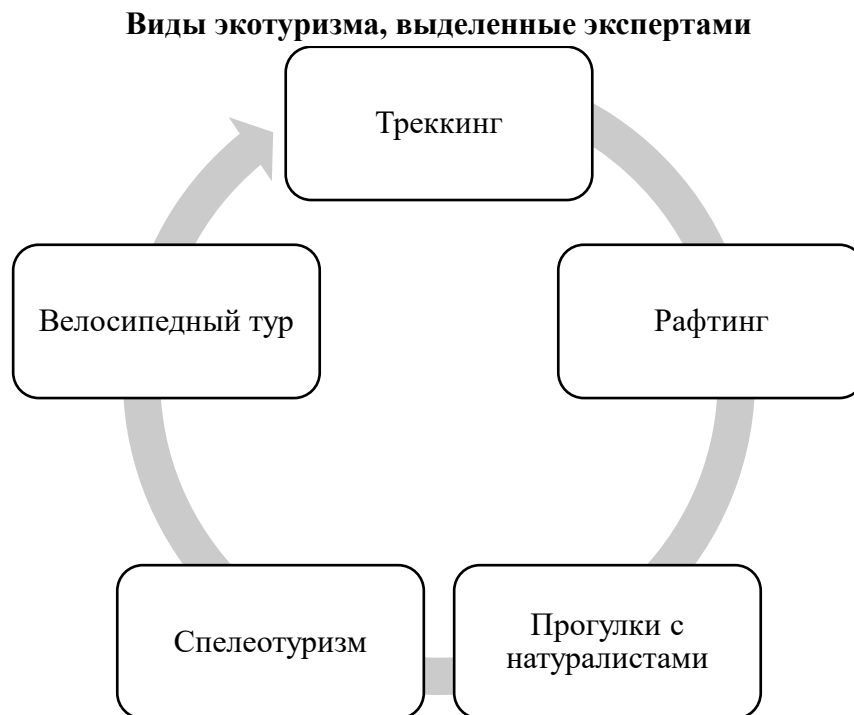 Виды экотуризма, выделенные экспертами
Треккинг
Рафтинг
Прогулки с
натуралистами
Спелеотуризм
Велосипедный тур